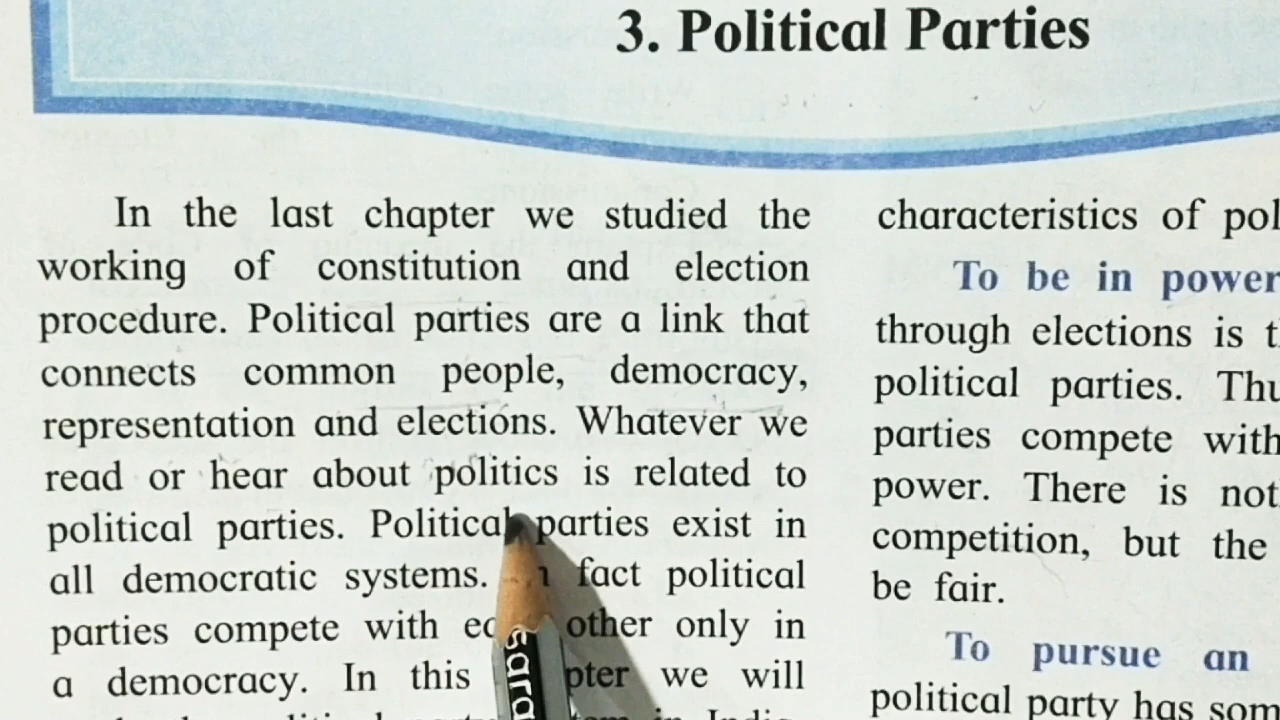 3. Political Parties
In the last chapter we studied the
working of constitution and election
procedure. Political parties are a link that
connects common people, democracy,
representation and elections. Whatever we
read or hear about politics is related to
political parties. Political parties exist in
all democratic systems. fact political
parties compete with other only in
a democracy. In this we will
in India
characteristics of
To be in power
through elections is
political parties.
parties compete with
power. There is
competition, but the
be fair.
To pursue an
political party has